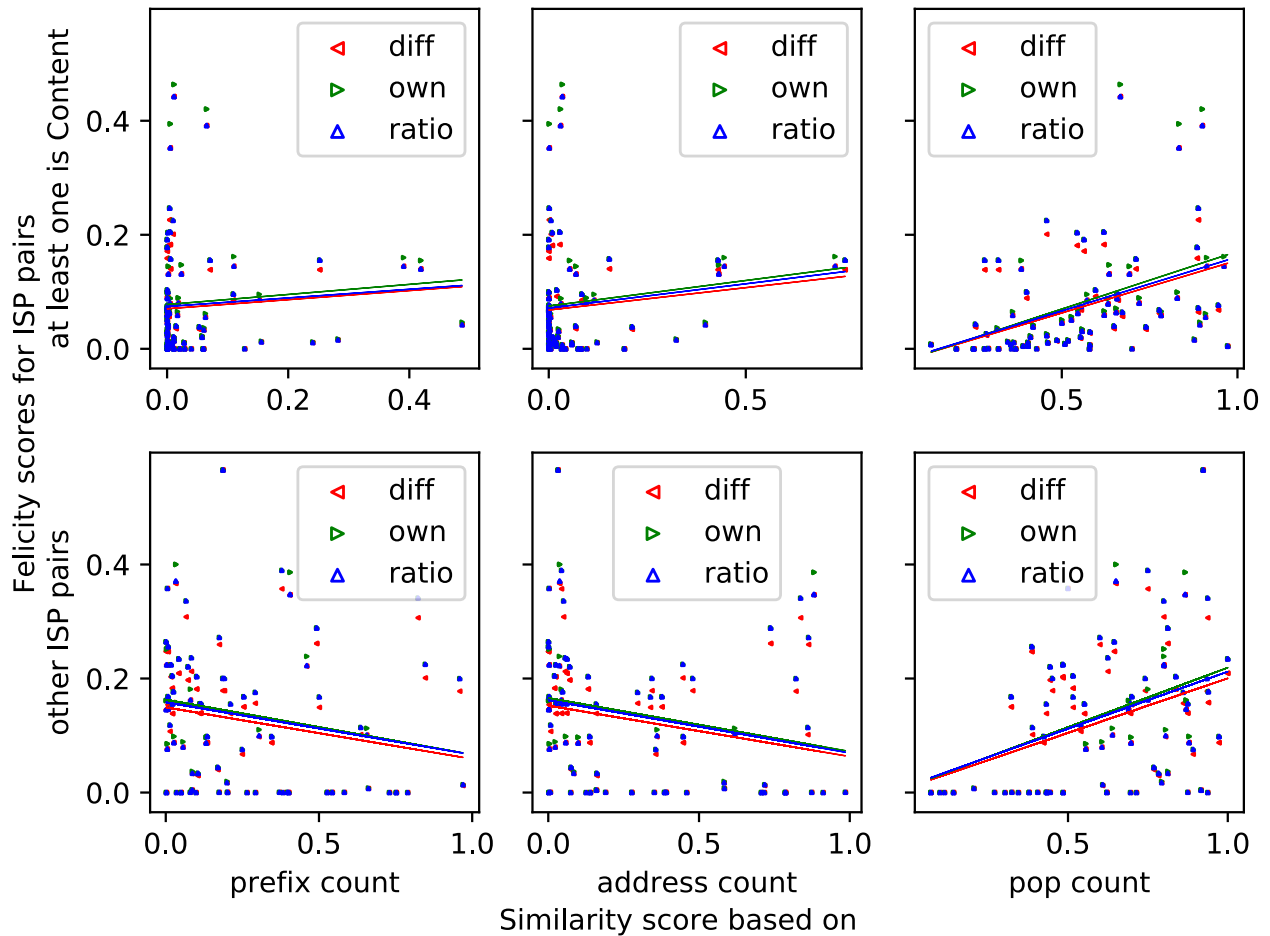 Felicity scores for ISP pairs
at least one is Content
other ISP pairs
0.4
0.2
0.0
diff
own
ratio
0.0 0.2 0.4
diff
own
ratio
0.0 0.5
diff
own
ratio
0.5 1.0
0.4
0.2
0.0
diff
own
ratio
0.0 0.5 1.0
prefix count
diff
own
ratio
0.0 0.5 1.0
address count
diff
own
ratio
0.5 1.0
pop count
Similarity score based on